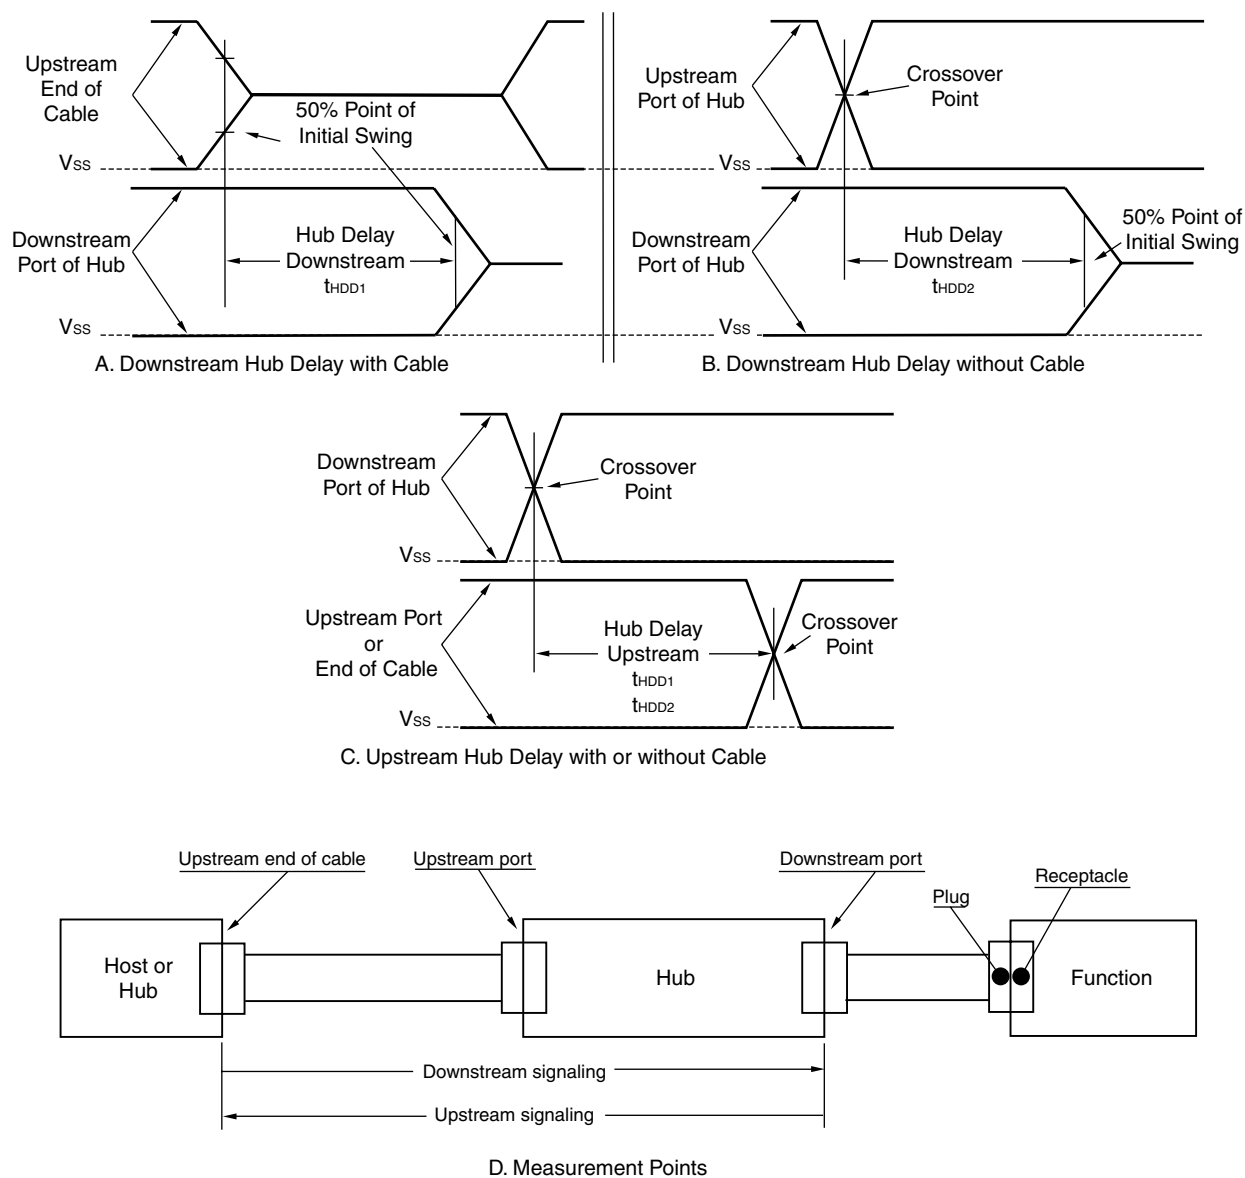 Upstream
End of
Cable
50% Point of
Initial Swing
VSS
Downstream
Port of Hub
Hub Delay
Downstream
tHDD1
VSS
A. Downstream Hub Delay with Cable
Upstream
Port of Hub
Crossover
Point
VSS
Downstream
Port of Hub
Hub Delay
Downstream
tHDD2
50% Point of
Initial Swing
VSS
B. Downstream Hub Delay without Cable
Downstream
Port of Hub
Crossover
Point
VSS
Upstream Port
or
End of Cable
Hub Delay
Upstream
tHDD1
tHDD2
Crossover
Point
VSS
C. Upstream Hub Delay with or without Cable
Upstream end of cable
Upstream port
Downstream port
Receptacle
Plug
Host or
Hub
Hub
Function
Downstream signaling
Upstream signaling
D. Measurement Points